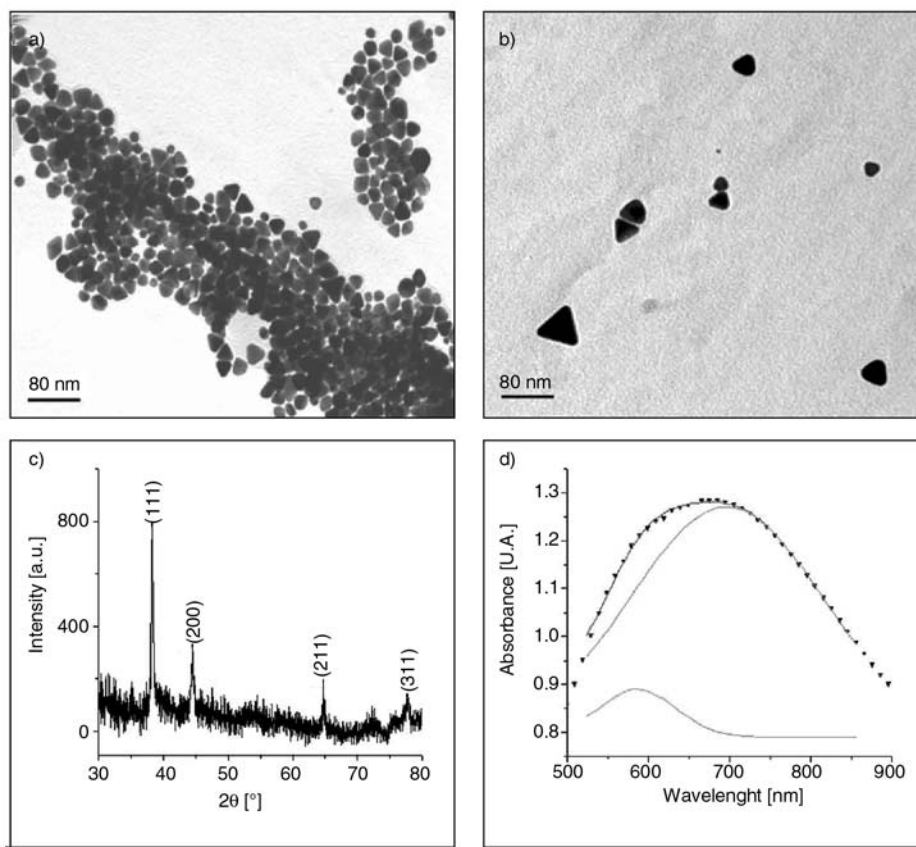 a)
80 nm
b)
80 nm
c)
Intensity [a.u.]
800
400
0
(111)
(200)
(211)
(311)
30 40 50 60 70 80
2θ [°]
d)
Absorbance [U.A.]
1.3
1.2
1.1
1.0
0.9
0.8
500 600 700 800 900
Wavelenght [nm]